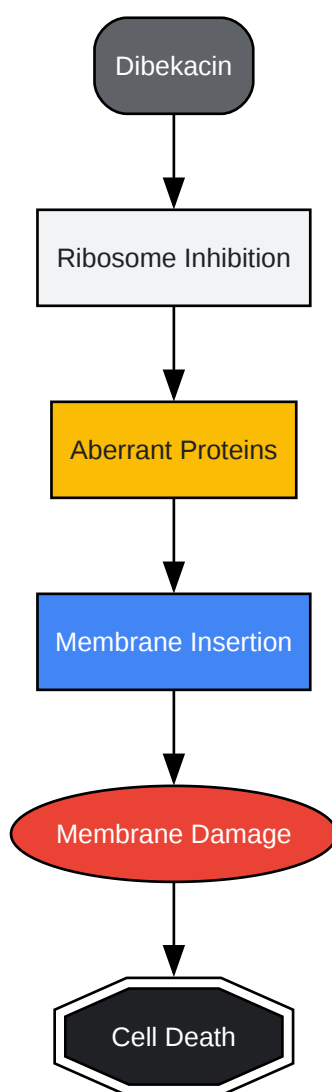 Dibekacin
Ribosome Inhibition
Aberrant Proteins
Membrane Insertion
Membrane Damage
Cell Death